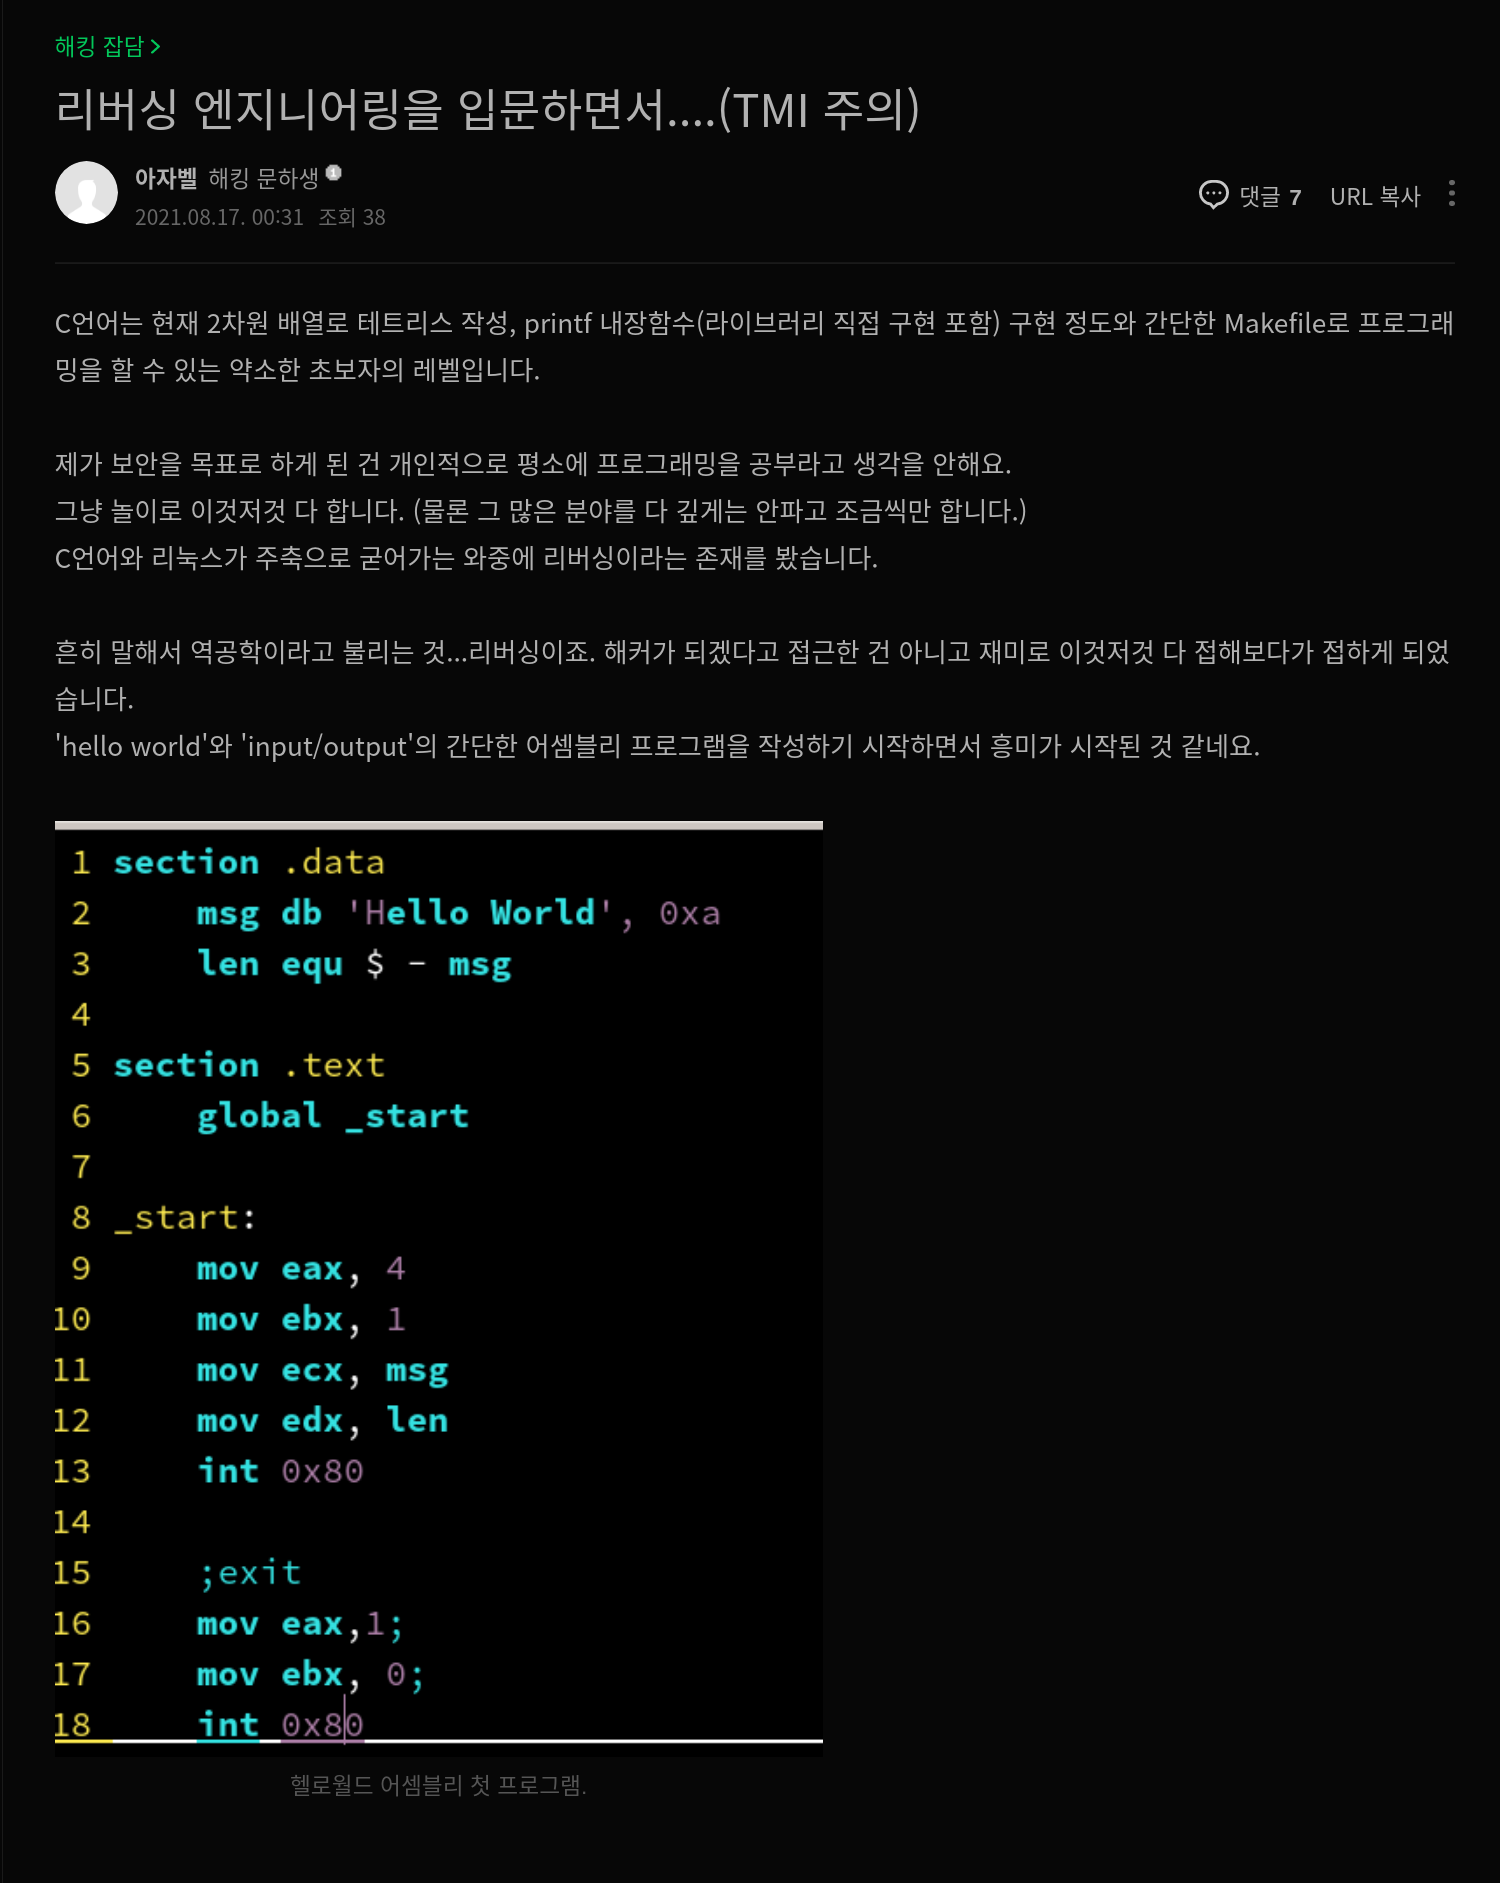 해킹 잡담 >
리버싱 엔지니어링을 입문하면서....(TMI 주의)
아자벨 해킹 문하생 1
2021.08.17. 00:31 조회 38
댓글 7 URL 복사
C언어는 현재 2차원 배열로 테트리스 작성, printf 내장함수(라이브러리 직접 구현 포함) 구현 정도와 간단한 Makefile로 프로그래
밍을 할 수 있는 약소한 초보자의 레벨입니다.
제가 보안을 목표로 하게 된 건 개인적으로 평소에 프로그래밍을 공부라고 생각을 안해요.
그냥 놀이로 이것저것 다 합니다. (물론 그 많은 분야를 다 깊게는 안파고 조금씩만 합니다.)
C언어와 리눅스가 주축으로 굳어가는 와중에 리버싱이라는 존재를 봤습니다.
흔히 말해서 역공학이라고 불리는 것...리버싱이죠. 해커가 되겠다고 접근한 건 아니고 재미로 이것저것 다 접해보다가 접하게 되었
습니다.
'hello world'와 'input/output'의 간단한 어셈블리 프로그램을 작성하기 시작하면서 흥미가 시작된 것 같네요.
1 section .data
2 msg db 'Hello World', 0xa
3 len equ $ - msg
4
5 section .text
6 global _start
7
8 _start:
9 mov eax, 4
10 mov ebx, 1
11 mov ecx, msg
12 mov edx, len
13 int 0x80
14
15 ;exit
16 mov eax,1;
17 mov ebx, 0;
18 int 0x80
헬로월드 어셈블리 첫 프로그램.